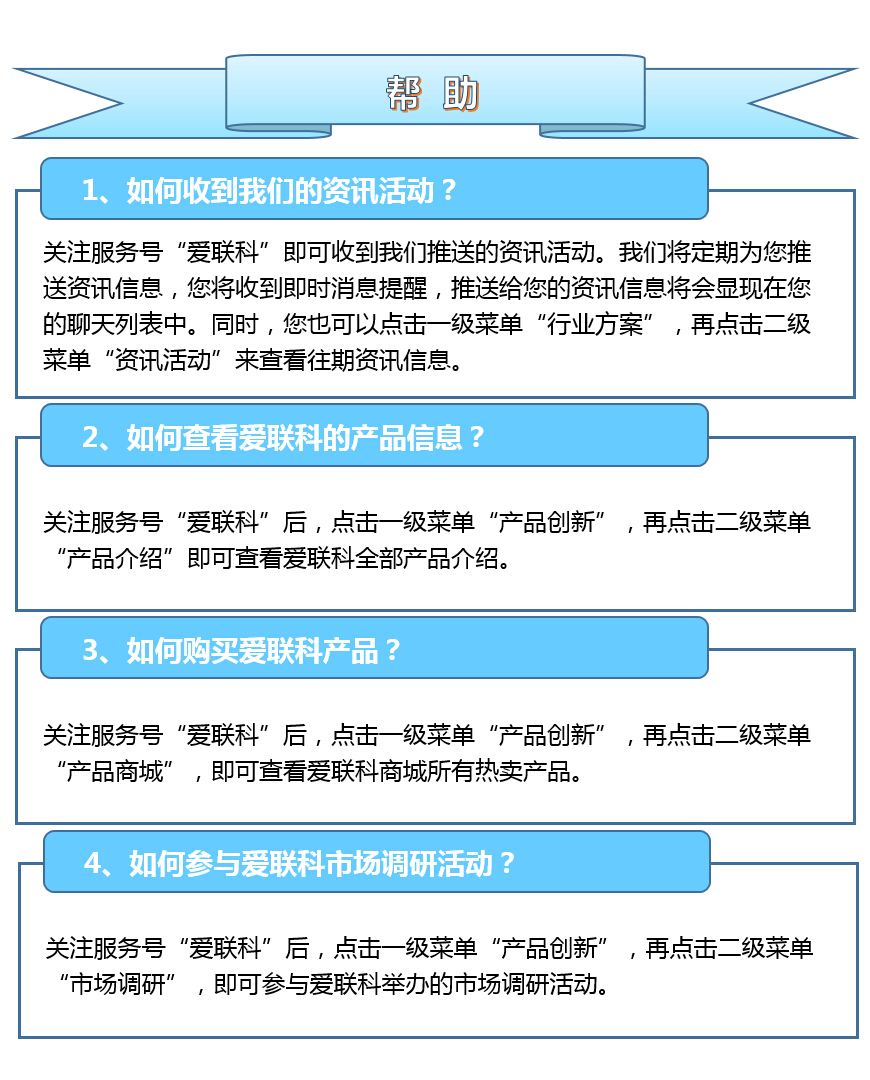 帮 助
1、如何收到我们的资讯活动？
关注服务号“爱联科”即可收到我们推送的资讯活动。我们将定期为您推
送资讯信息，您将收到即时消息提醒，推送给您的资讯信息将会显现在您
的聊天列表中。同时，您也可以点击一级菜单“行业方案”，再点击二级
菜单“资讯活动”来查看往期资讯信息。
2、如何查看爱联科的产品信息？
关注服务号“爱联科”后，点击一级菜单“产品创新”，再点击二级菜单
“产品介绍”即可查看爱联科全部产品介绍。
3、如何购买爱联科产品？
关注服务号“爱联科”后，点击一级菜单“产品创新”，再点击二级菜单
“产品商城”，即可查看爱联科商城所有热卖产品。
4、如何参与爱联科市场调研活动？
关注服务号“爱联科”后，点击一级菜单“产品创新”，再点击二级菜单
“市场调研”，即可参与爱联科举办的市场调研活动。